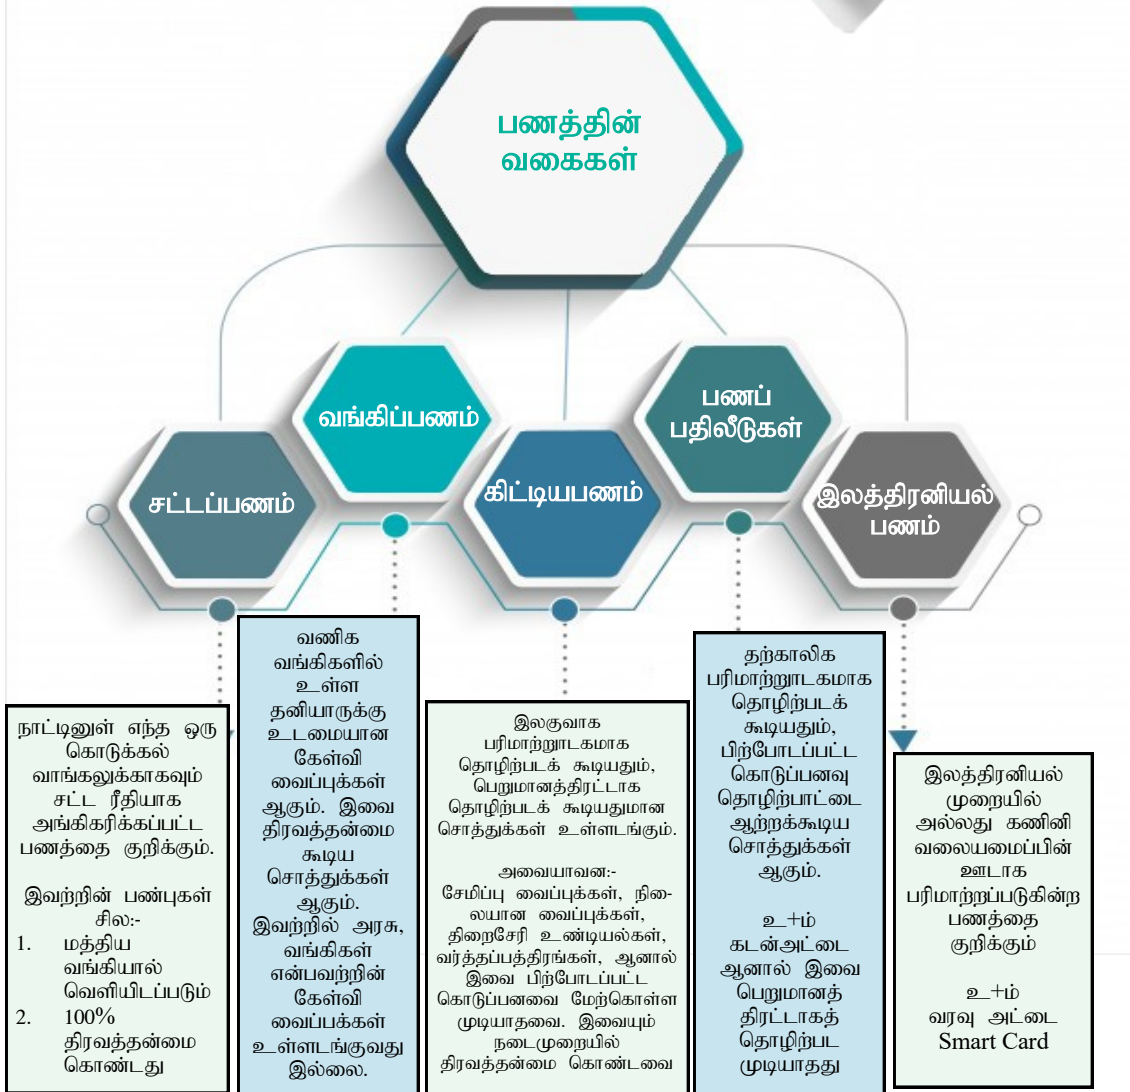 பணத்தின்
வகைகள்
சட்டப்பணம்
வங்கிப்பணம்
கிட்டியபணம்
பணப்
பதிலீடுகள்
இலத்திரனியல்
பணம்
நாட்டினுள் எந்த ஒரு
கொடுக்கல்
வாங்கலுக்காகவும்
சட்ட ரீதியாக
அங்கிகரிக்கப்பட்ட
பணத்தை குறிக்கும்.
இவற்றின் பண்புகள்
சில:-
1. மத்திய
வங்கியால்
வெளியிடப்படும்
2. 100%
திரவத்தன்மை
கொண்டது
வணிக
வங்கிகளில்
உள்ள
தனியாருக்கு
உடமையான
கேள்வி
வைப்புக்கள்
ஆகும். இவை
திரவத்தன்மை
கூடிய
சொத்துக்கள்
ஆகும்.
இவற்றில் அரசு,
வங்கிகள்
என்பவற்றின்
கேள்வி
வைப்பக்கள்
உள்ளடங்குவது
இல்லை.
இலகுவாக
பரிமாற்றுாடகமாக
தொழிற்படக் கூடியதும்,
பெறுமானத்திரட்டாக
தொழிற்படக் கூடியதுமான
சொத்துக்கள் உள்ளடங்கும்.
அவையாவன:-
சேமிப்பு வைப்புக்கள், நிலை-
லயான வைப்புக்கள்,
திறைசேரி உண்டியல்கள்,
வர்த்தப்பத்திரங்கள், ஆனால்
இவை பிற்போடப்பட்ட
கொடுப்பனவை மேற்கொள்ள
முடியாதவை. இவையும்
நடைமுறையில்
திரவத்தன்மை கொண்டவை
தற்காலிக
பரிமாற்றுாடகமாக
தொழிற்படக்
கூடியதும்,
பிற்போடப்பட்ட
கொடுப்பனவு
தொழிற்பாட்டை
ஆற்றக்கூடிய
சொத்துக்கள்
ஆகும்.
உ+ம்
கடன்அட்டை
ஆனால் இவை
பெறுமானத்
திரட்டாகத்
தொழிற்பட
முடியாதது
இலத்திரனியல்
முறையில்
அல்லது கணினி
வலையமைப்பின்
ஊடாக
பரிமாற்றப்படுகின்ற
பணத்தை
குறிக்கும்
உ+ம்
வரவு அட்டை
Smart Card